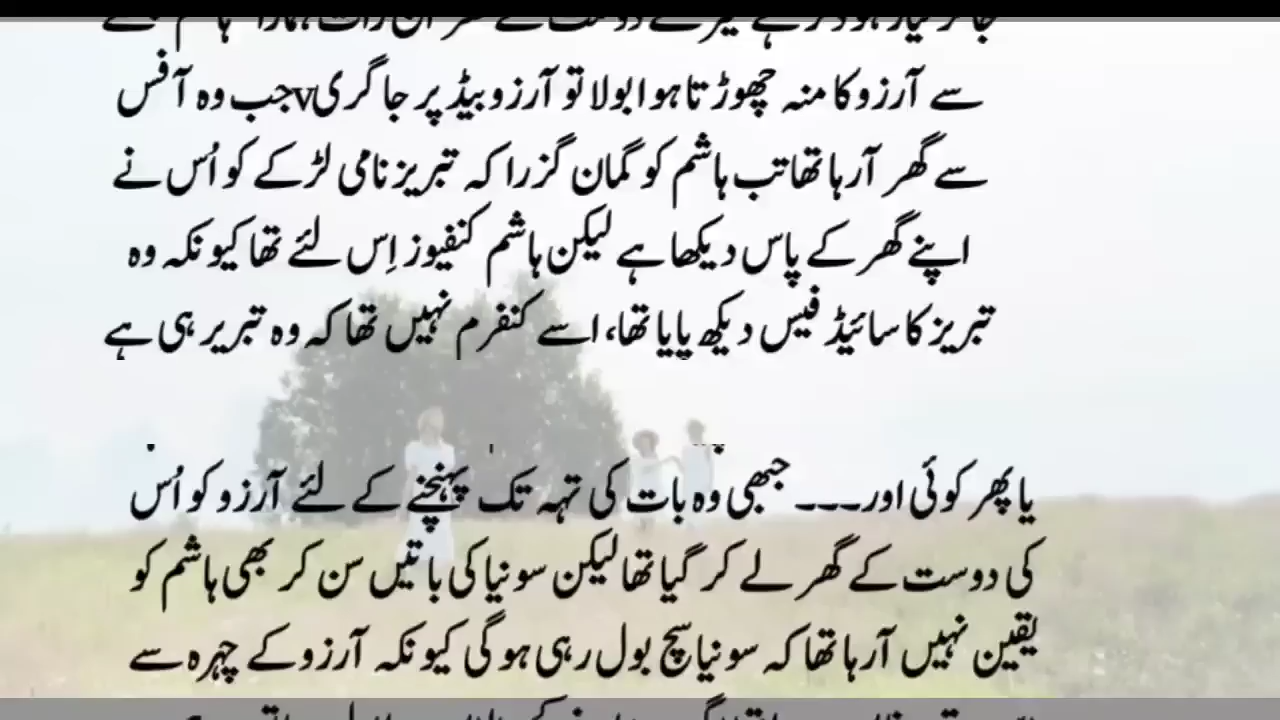 سے آرزو کا منہ چھوڑتا ہوا بولا تو آرزو بیڈ پر جا گری vجب وہ آفس
سے گھر آ رہا تھا تب ہاشم کو گمان گزرا کہ تبریز نامی لڑکے کو اُس نے
اپنے گھر کے پاس دیکھا ہے لیکن ہاشم کنفیوز اِس لئے تھا کیونکہ وہ
تبریز کا سائیڈ فیس دیکھ پایا تھا، اسے کنفرم نہیں تھا کہ وہ تبریر ہی ہے
یا پھر کوئی اور۔۔۔ جبھی وہ بات کی تہہ تک پہنچنے کے لئے آرزو کو اُس
کی دوست کے گھر لے کر گیا تھا لیکن سونیا کی باتیں سن کر بھی ہاشم کو
یقین نہیں آ رہا تھا کہ سونیا سچ بول رہی ہو گی کیونکہ آرزو کے چہرہ سے